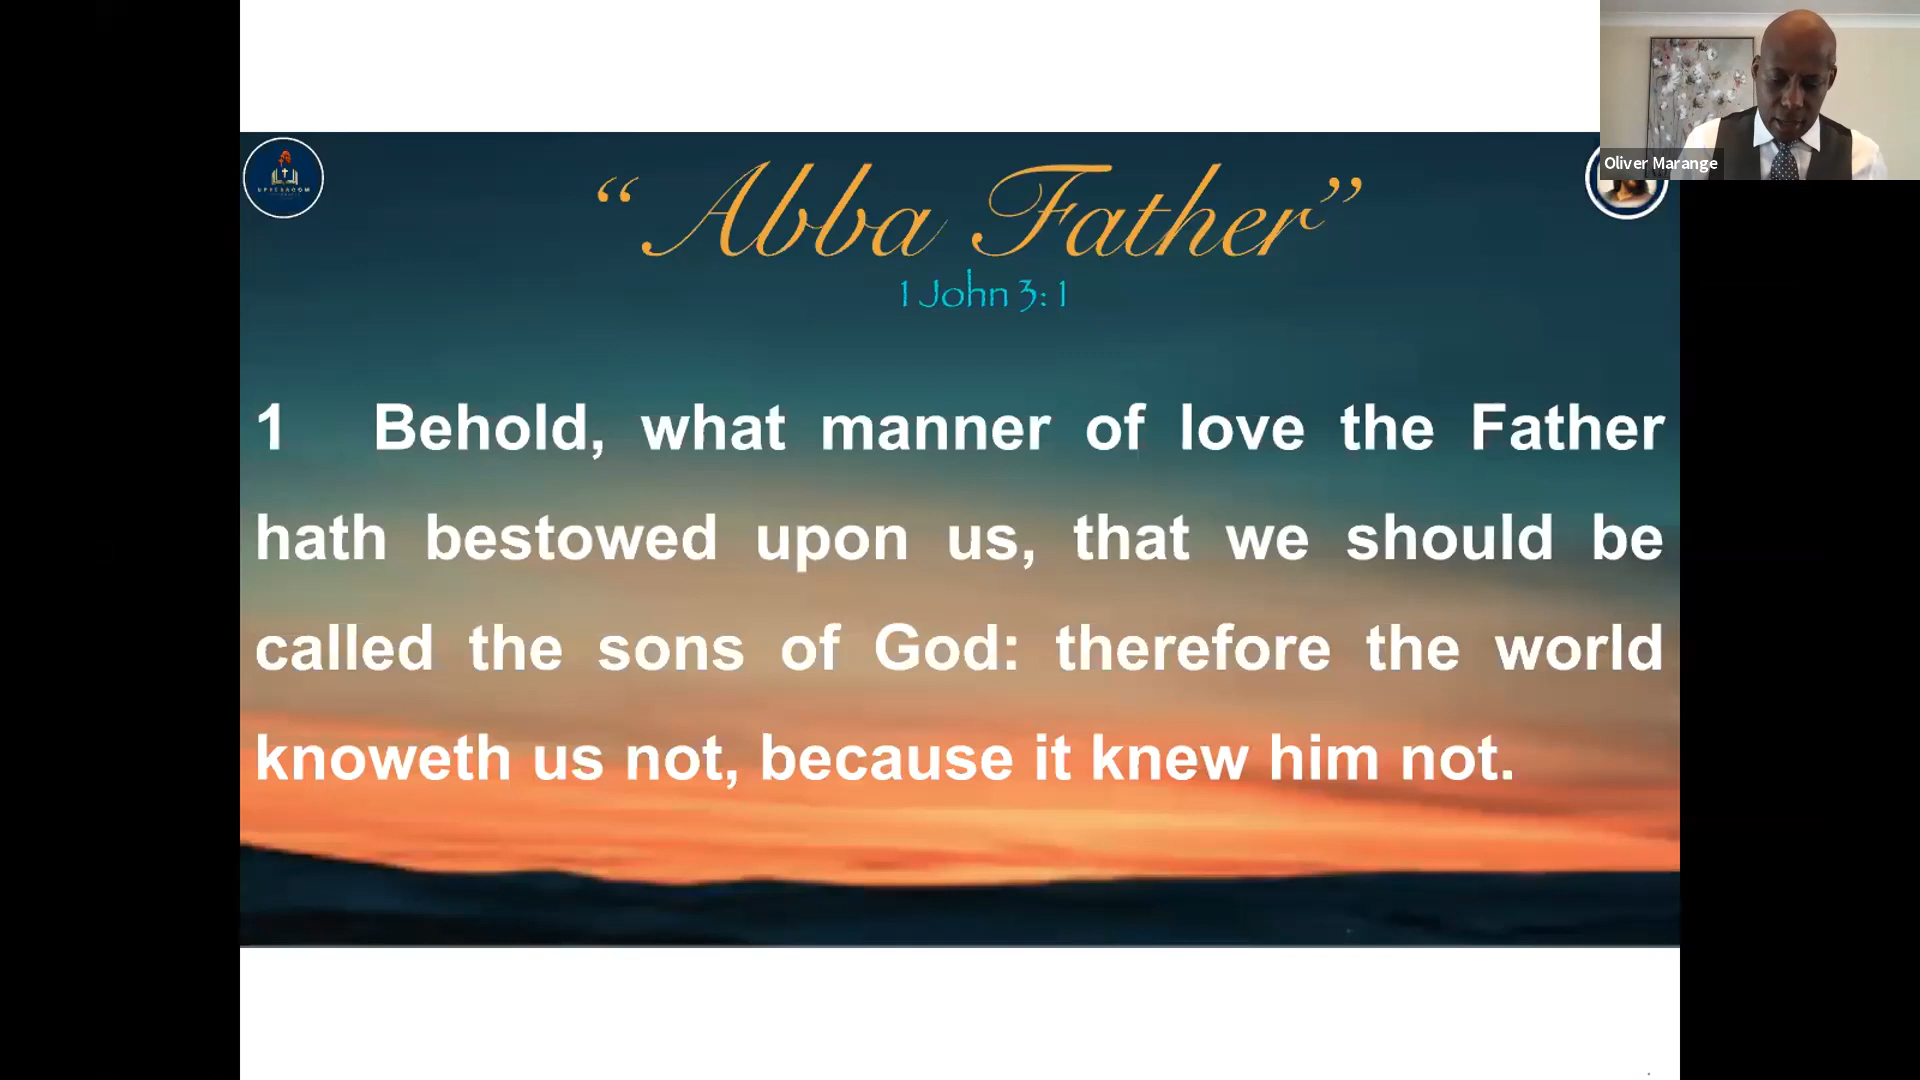 Oliver Marange
UPPEROOM
“Abba Father”
1 John 3: 1
1 Behold, what manner of love the Father
hath bestowed upon us, that we should be
called the sons of God: therefore the world
knoweth us not, because it knew him not.